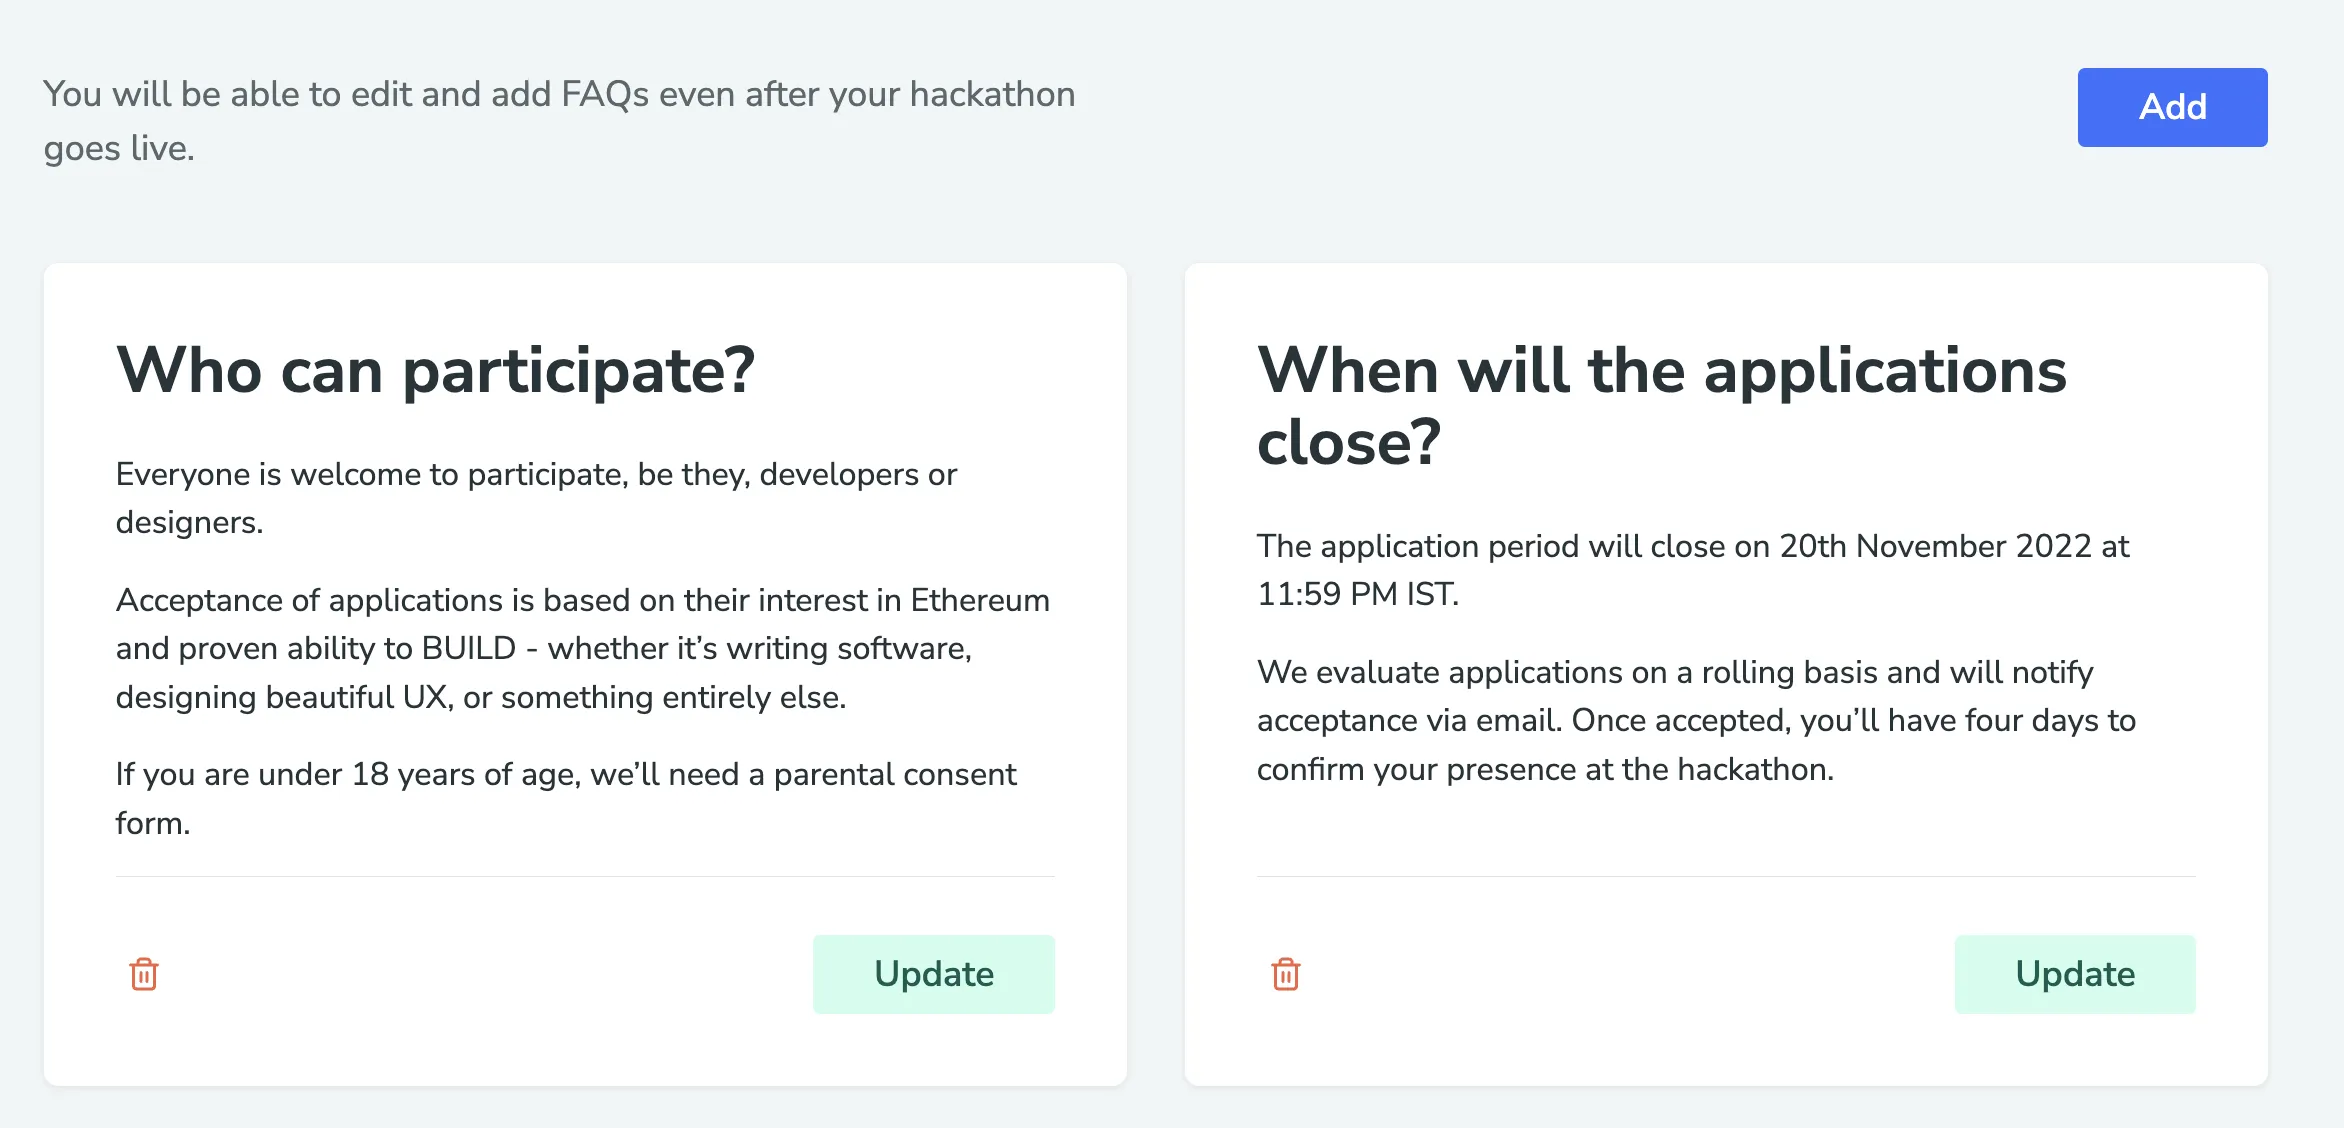 You will be able to edit and add FAQs even after your hackathon
goes live.
Add
Who can participate?
Everyone is welcome to participate, be they, developers or
designers.
Acceptance of applications is based on their interest in Ethereum
and proven ability to BUILD - whether it’s writing software,
designing beautiful UX, or something entirely else.
If you are under 18 years of age, we’ll need a parental consent
form.
Update
When will the applications
close?
The application period will close on 20th November 2022 at
11:59 PM IST.
We evaluate applications on a rolling basis and will notify
acceptance via email. Once accepted, you’ll have four days to
confirm your presence at the hackathon.
Update